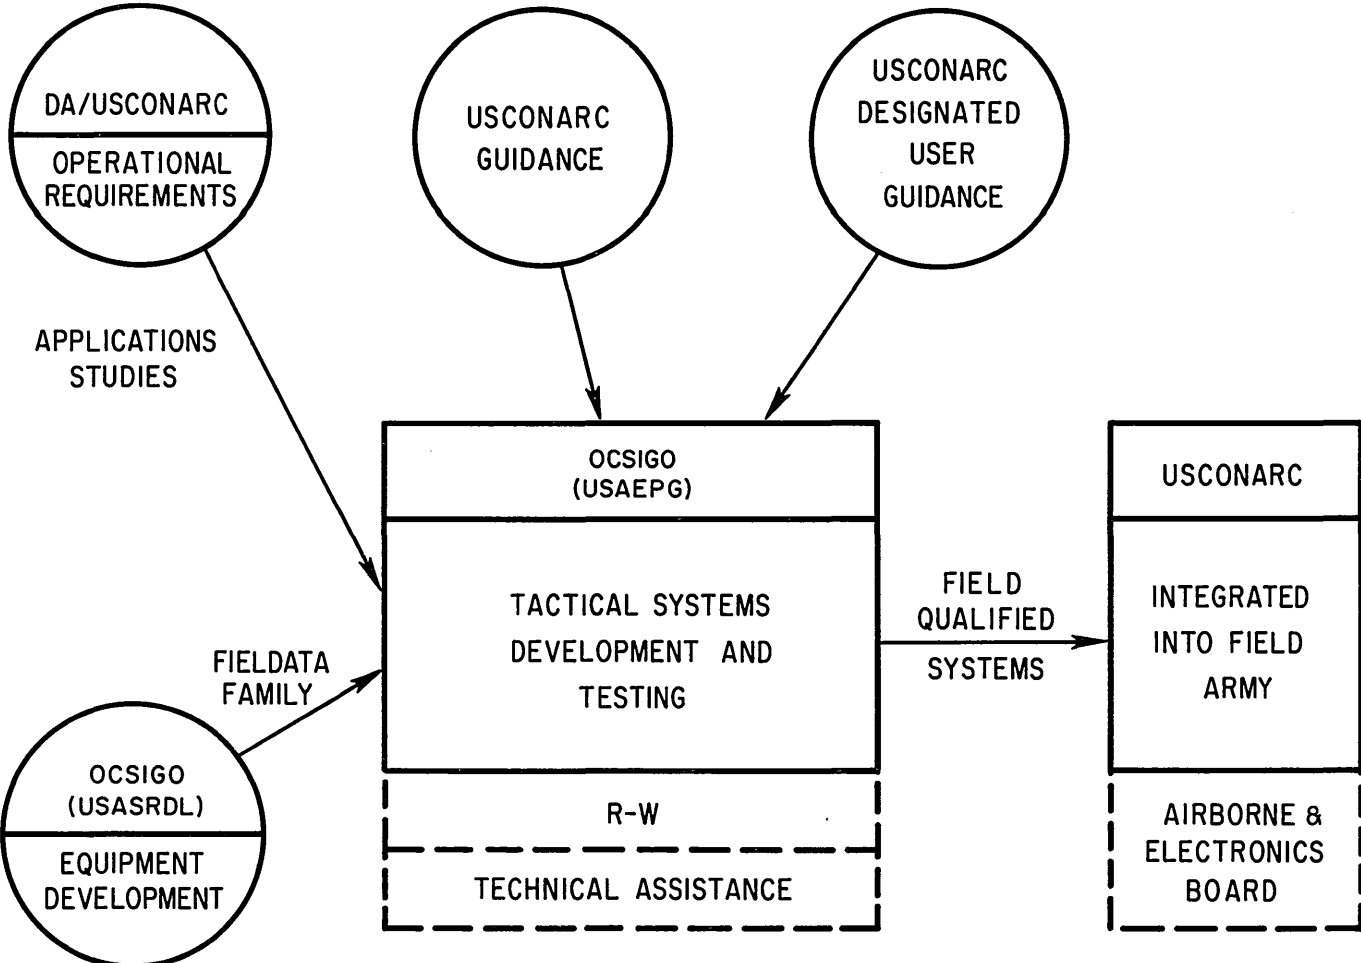 DA/USCONARC
OPERATIONAL
REQUIREMENTS
USCONARC
GUIDANCE
USCONARC
DESIGNATED
USER
GUIDANCE
APPLICATIONS
STUDIES
OCSIGO
(USAEPG)
TACTICAL SYSTEMS
DEVELOPMENT AND
TESTING
FIELD
QUALIFIED
SYSTEMS
USCONARC
INTEGRATED
INTO FIELD
ARMY
FIELDATA
FAMILY
OCSIGO
(USASRDL)
EQUIPMENT
DEVELOPMENT
R-W
TECHNICAL ASSISTANCE
AIRBORNE &
ELECTRONICS
BOARD